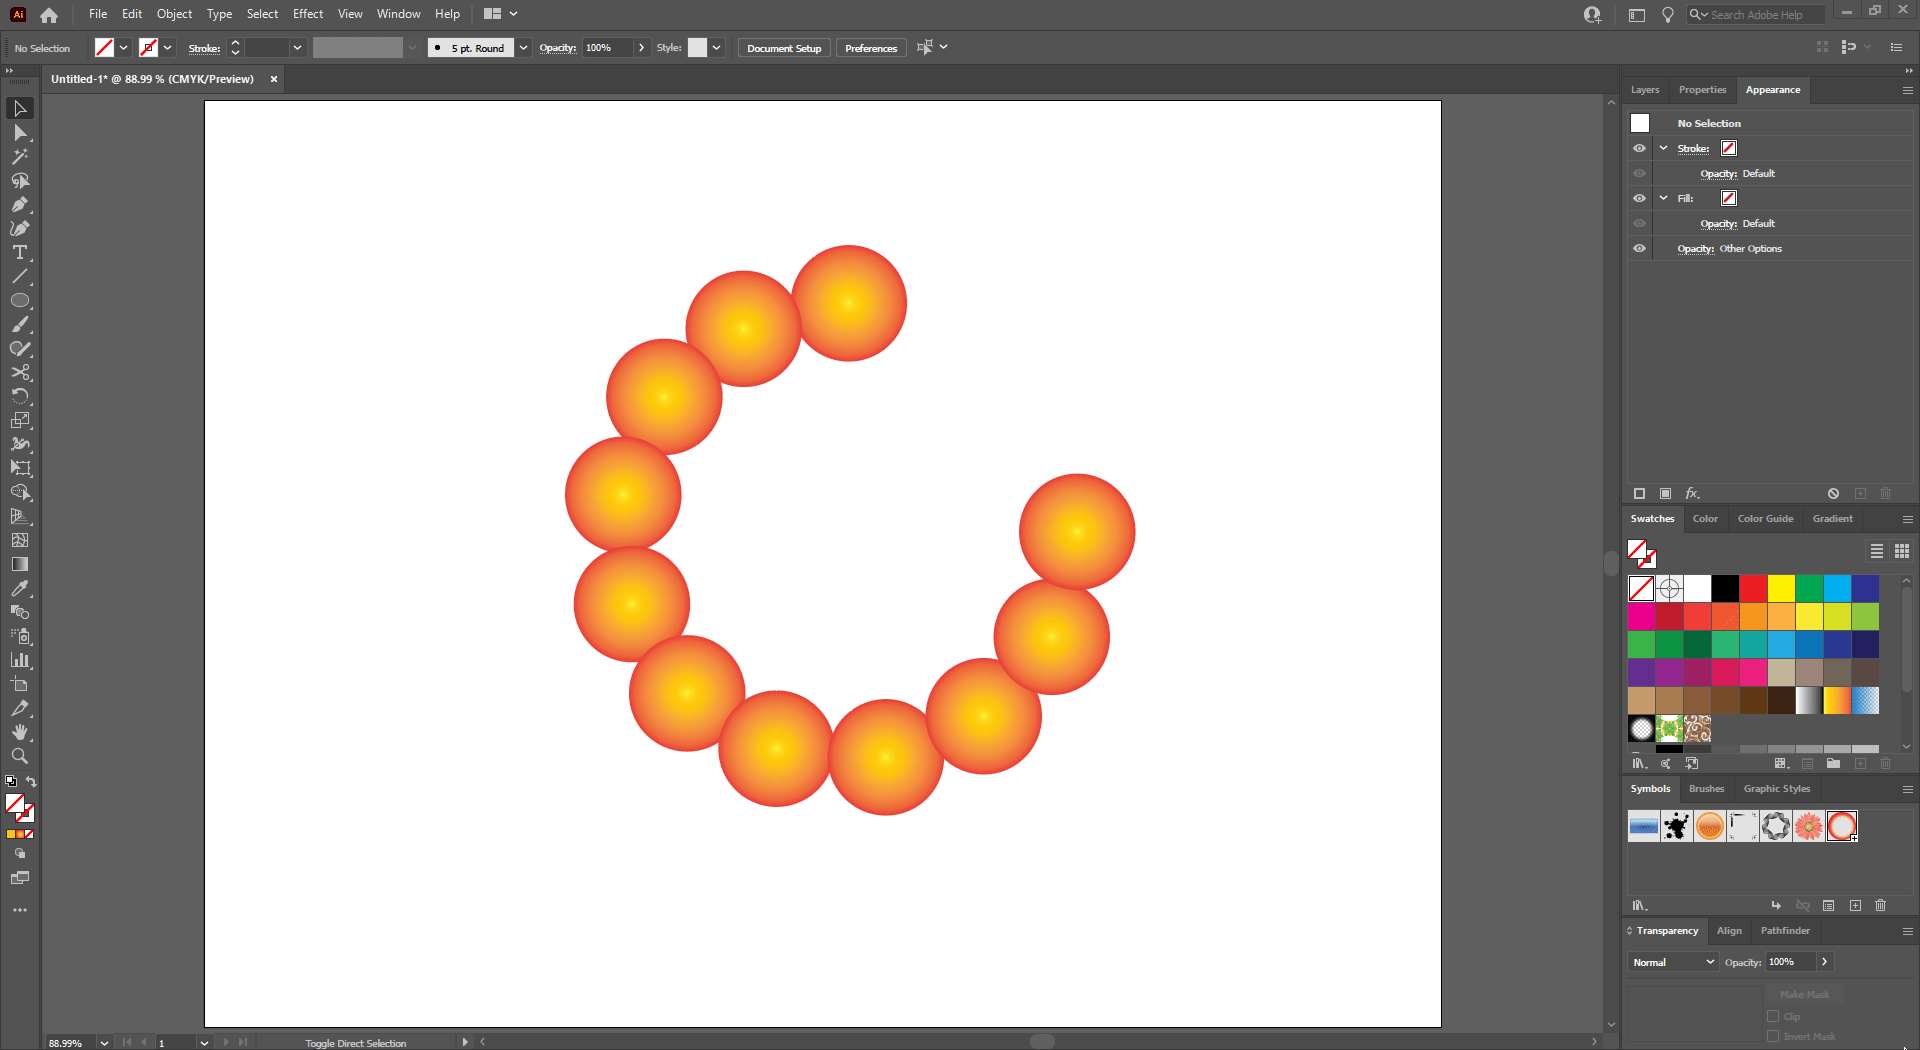 Ai File Edit Object Type Select Effect View Window Help Search Adobe Help
No Selection Stroke: 5 pt. Round Opacity: 100% Style: Document Setup Preferences
Untitled-1* @ 88.99 % (CMYK/Preview)
Layers Properties Appearance
No Selection
Stroke:
Opacity: Default
Fill:
Opacity: Default
Opacity: Other Options
fx
Swatches Color Color Guide Gradient
Symbols Brushes Graphic Styles
Transparency Align Pathfinder
Normal Opacity: 100%
Make Mask
Clip
Invert Mask
88.99% 1 Toggle Direct Selection